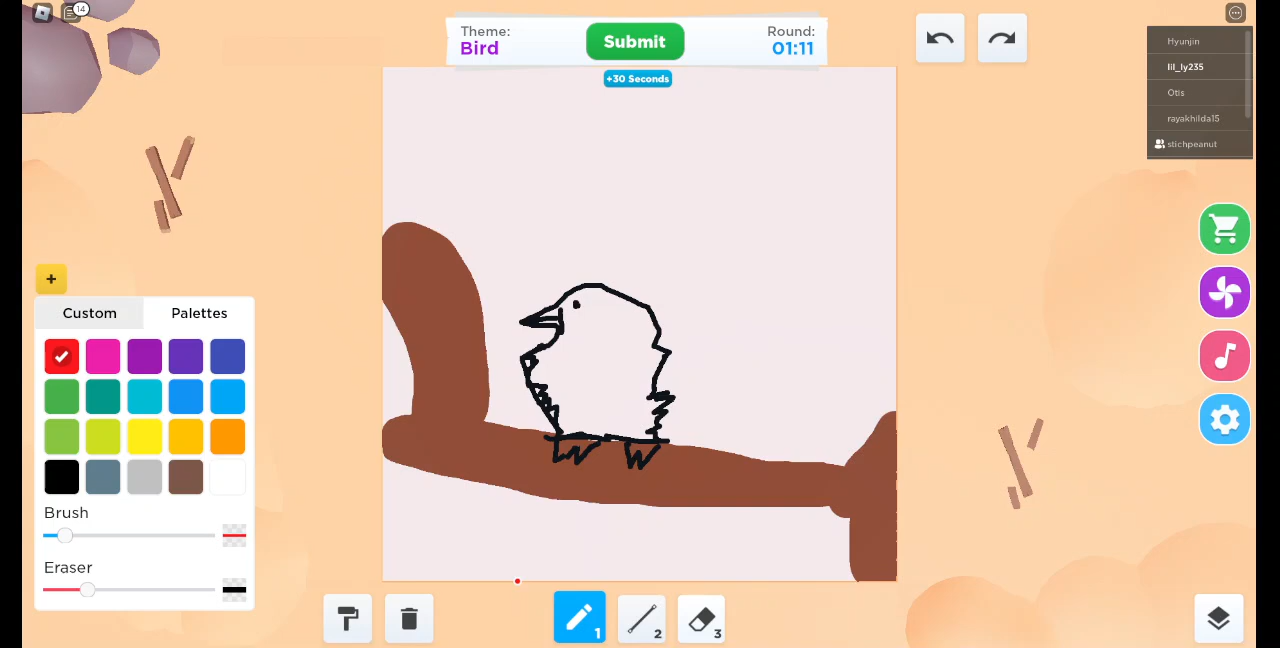 14
Theme:
Bird
Submit
Round:
01:11
+30 Seconds
Hyunjin
lil_ly235
Otis
rayakhilda15
stichpeanut
+
Custom
Palettes
Brush
Eraser
1
2
3